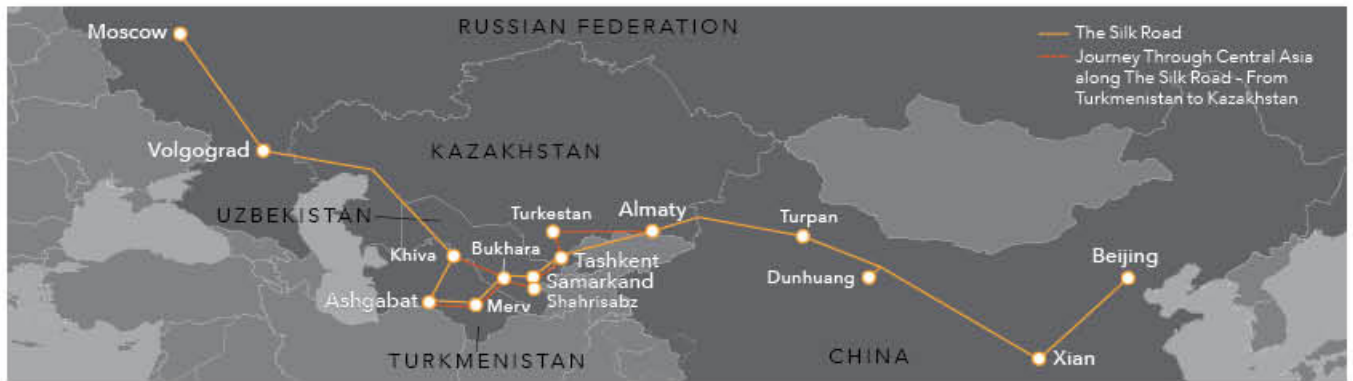 RUSSIAN FEDERATION
Moscow
The Silk Road
Journey Through Central Asia
along The Silk Road - From
Turkmenistan to Kazakhstan
Volgograd
KAZAKHSTAN
UZBEKISTAN
Turkestan
Almaty
Turpan
Khiva
Bukhara
Tashkent
Beijing
Dunhuang
Samarkand
Ashgabat
Merv
Shahrisabz
TURKMENISTAN
CHINA
Xian